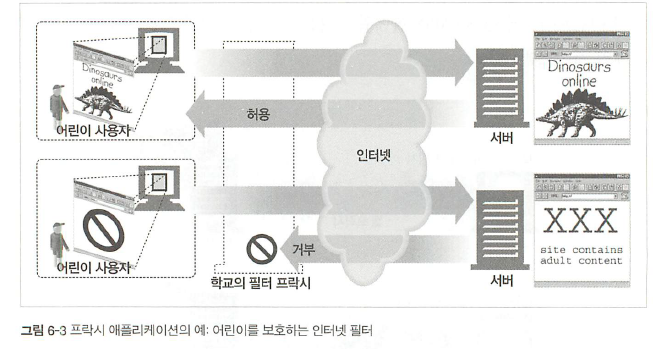 Dinosaurs
online
어린이 사용자
허용
인터넷
서버
Dinosaurs
online
어린이 사용자
거부
학교의 필터 프락시
서버
XXX
site contains
adult content
그림 6-3 프락시 애플리케이션의 예: 어린이를 보호하는 인터넷 필터